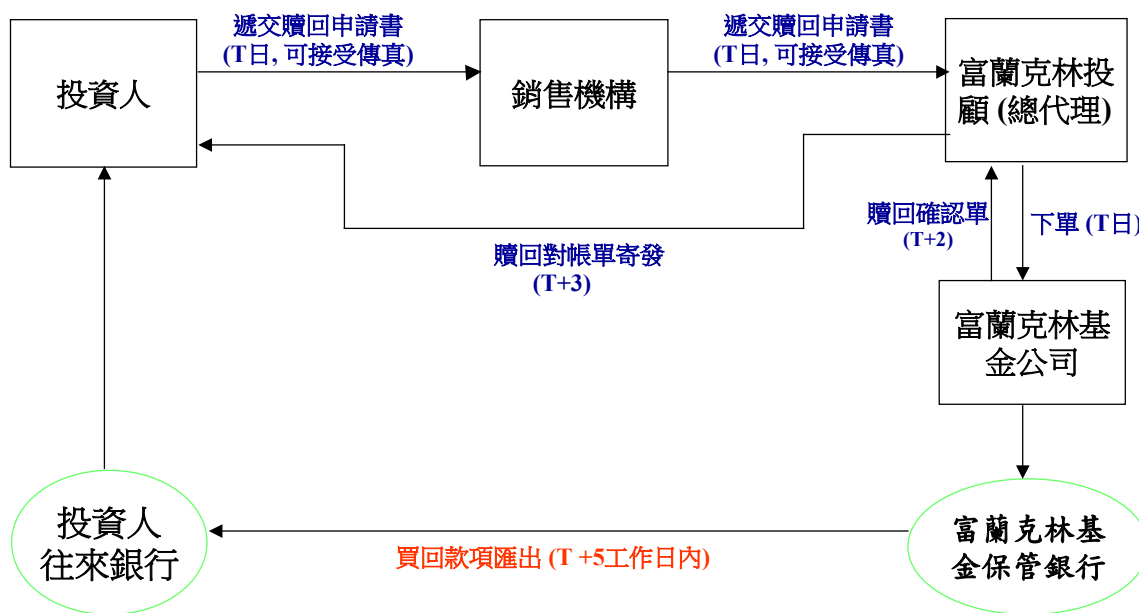 遞交贖回申請書
(T日, 可接受傳真)
遞交贖回申請書
(T日, 可接受傳真)
投資人
銷售機構
富蘭克林投
顧 (總代理)
贖回確認單
(T+2)
下單 (T日)
贖回對帳單寄發
(T+3)
富蘭克林基
金公司
投資人
往來銀行
買回款項匯出 (T +5工作日內)
富蘭克林基
金保管銀行